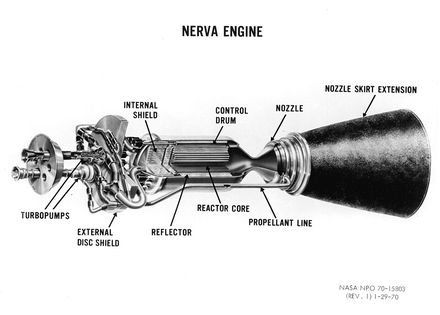 NERVA ENGINE
NOZZLE SKIRT EXTENSION
INTERNAL
SHIELD
CONTROL
DRUM
NOZZLE
TURBOPUMPS
EXTERNAL
DISC SHIELD
REFLECTOR
REACTOR CORE
PROPELLANT LINE
NASA NPO 70-15803
(REV. 1) 1-29-70